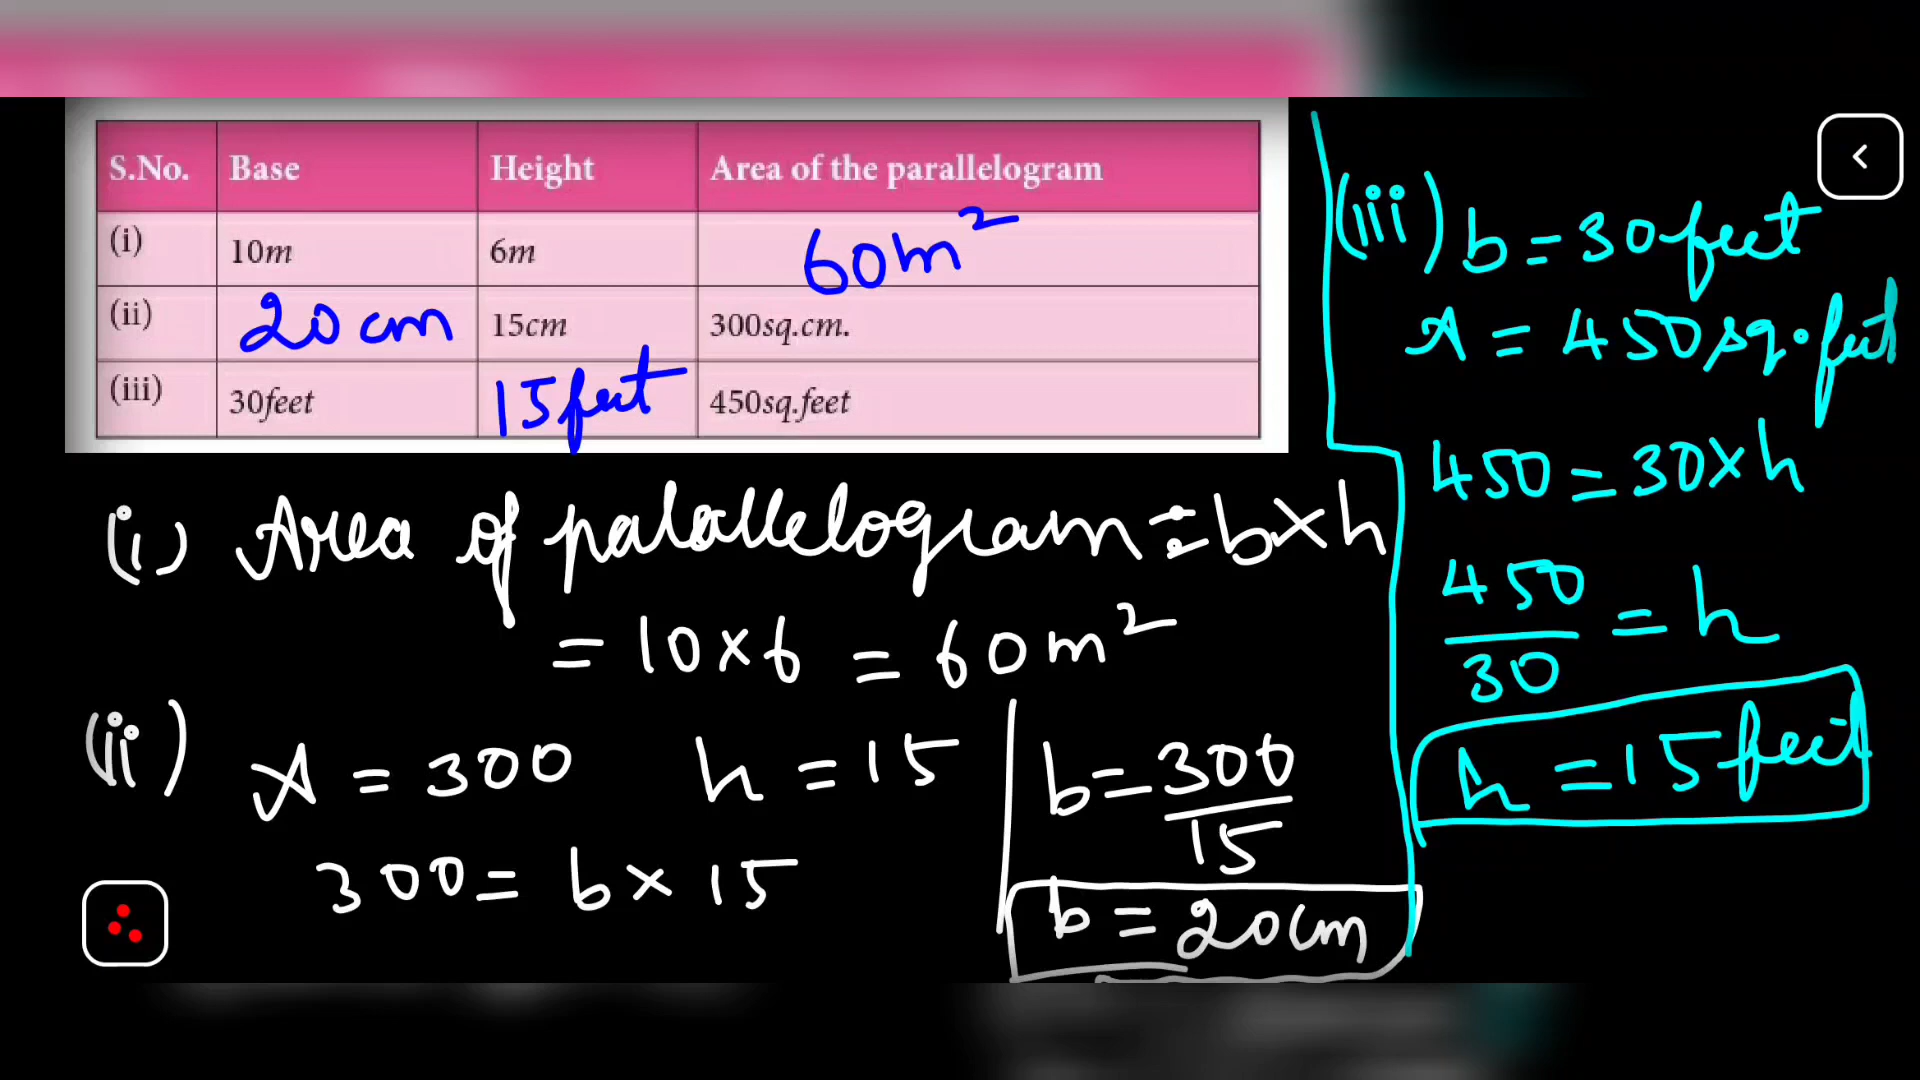 S.No. Base Height Area of the parallelogram
(i) 10m 6m 60m²
(ii) 20 cm 15cm 300sq.cm.
(iii) 30feet 15feet 450sq.feet
(i) Area of parallelogram = b×h
= 10×6 = 60m²
(ii) A = 300 h = 15
300 = b × 15
b = 300/15
b = 20cm
(iii) b = 30feet
A = 450sq.feet
450 = 30×h
450/30 = h
h = 15feet